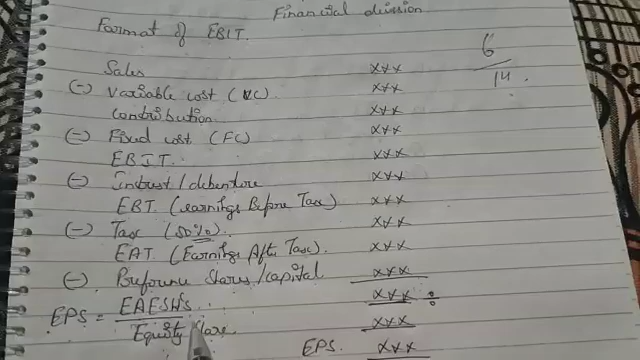 Financial division
Format of EBIT.
6
14.
Sales xxx
(-) Variable cost (VC) xxx
Contribution xxx
(-) Fixed cost (FC) xxx
EBIT. xxx
(-) Intrest/debenture xxx
EBT (Earnings Before Tax) xxx
(-) Tax (50%). xxx
EAT (Earnings After Tax). xxx
(-) Prefrence Shares/capital xxx
EPS = EAESH'S xxx ÷
Equity Share xxx
EPS. xxx